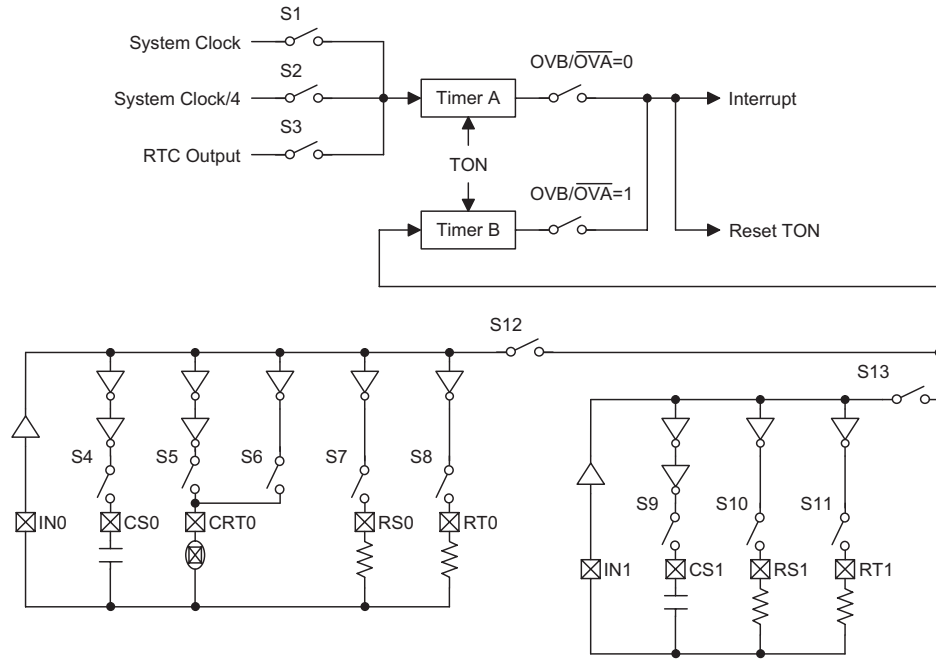 S1
System Clock
OVB/OVA=0
S2
System Clock/4
Timer A
Interrupt
S3
RTC Output
TON
OVB/OVA=1
Timer B
Reset TON
S12
S13
S4
S5
S6
S7
S8
S9
S10
S11
IN0
CS0
CRT0
RS0
RT0
IN1
CS1
RS1
RT1